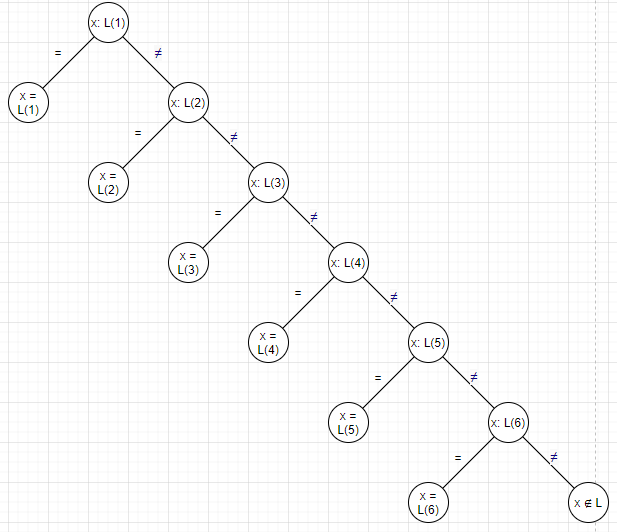 x: L(1)
=
≠
x =
L(1)
x: L(2)
=
≠
x =
L(2)
x: L(3)
=
≠
x =
L(3)
x: L(4)
=
≠
x =
L(4)
x: L(5)
=
≠
x =
L(5)
x: L(6)
=
≠
x =
L(6)
x ∉ L